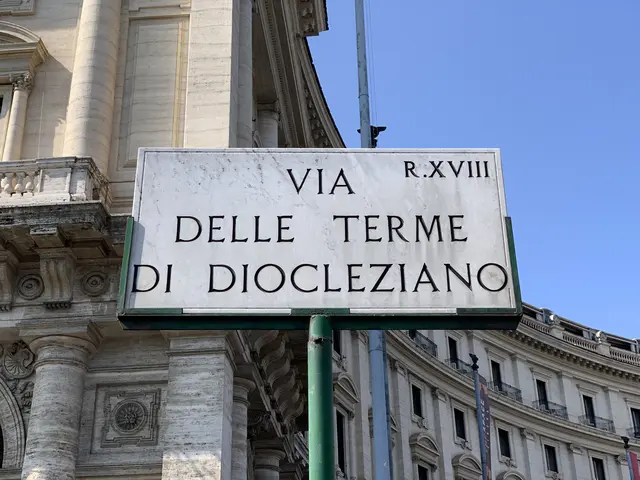 VIA R.XVIII
DELLE TERME
DI DIOCLEZIANO